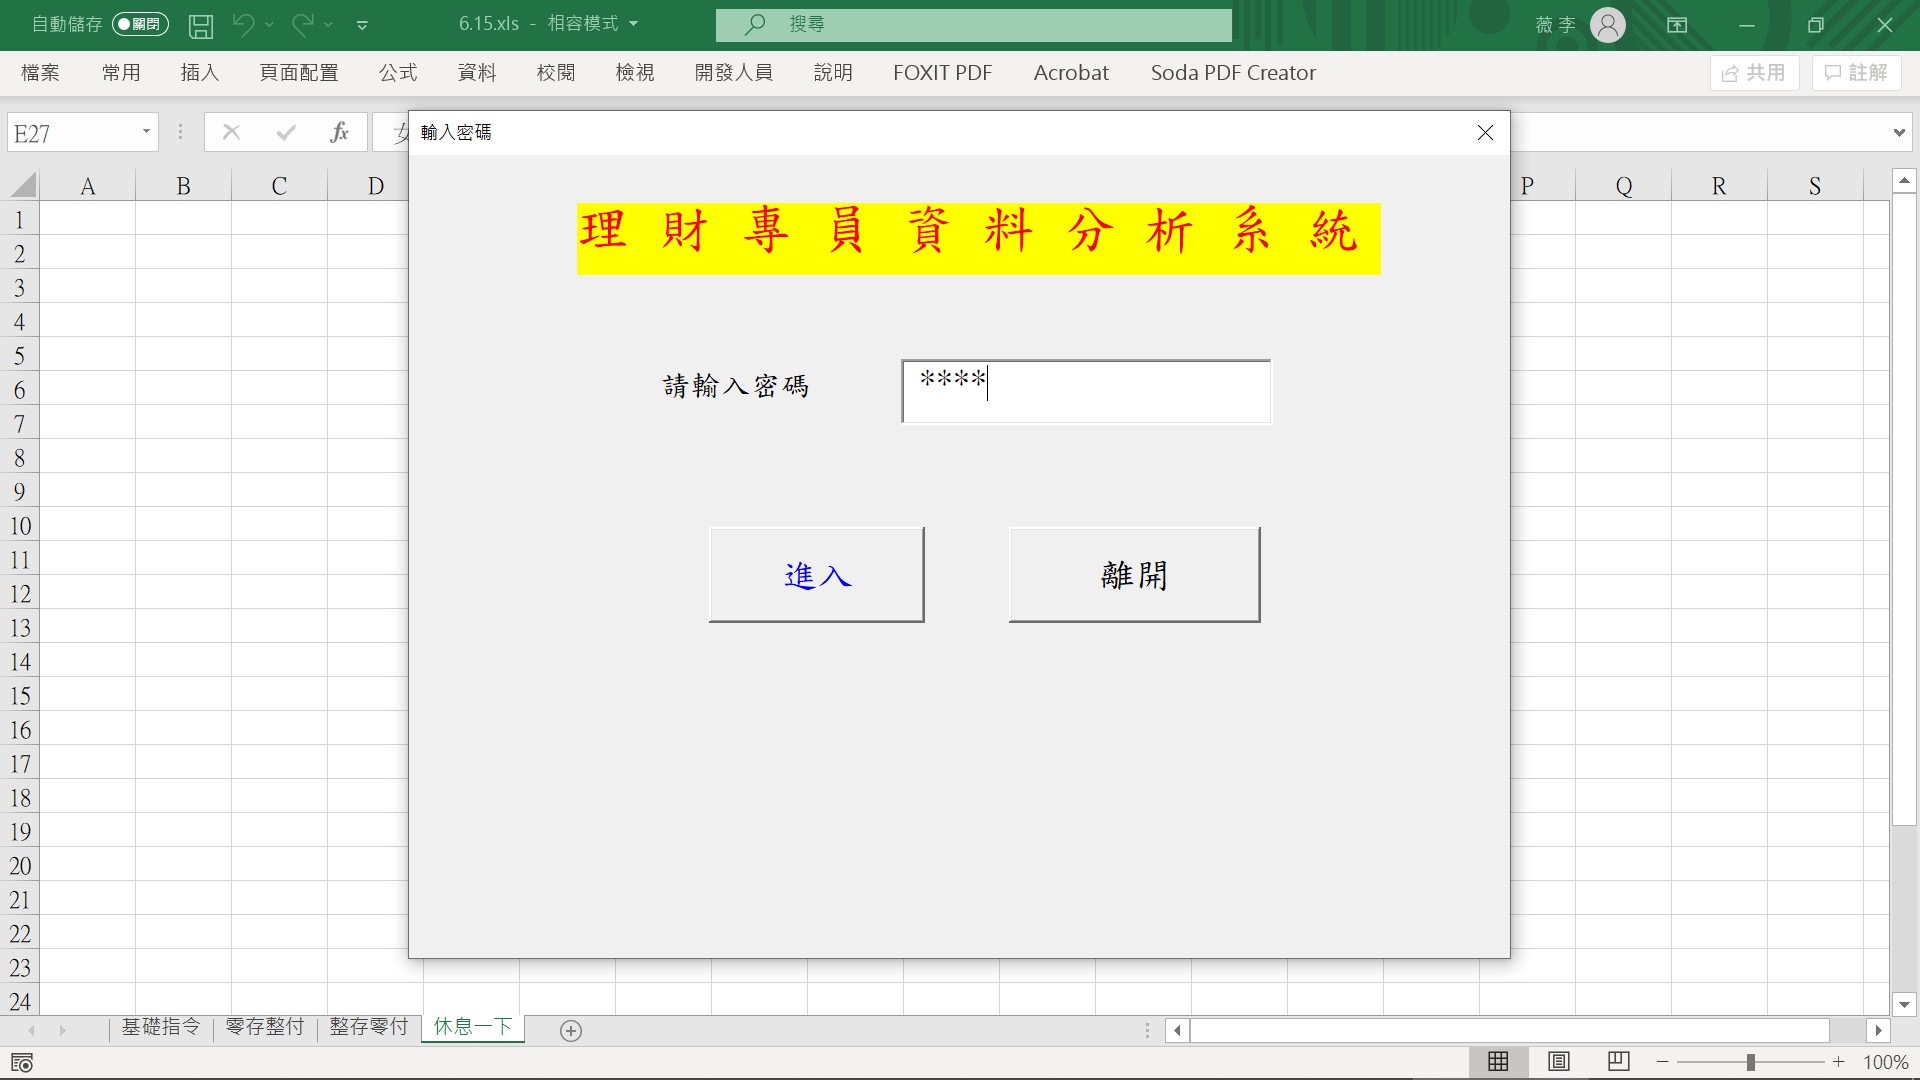 自動儲存 關閉 6.15.xls - 相容模式 搜尋 薇 李
檔案 常用 插入 頁面配置 公式 資料 校閱 檢視 開發人員 說明 FOXIT PDF Acrobat Soda PDF Creator 共用 註解
E27 fx
輸入密碼
A B C D P Q R S
理財專員資料分析系統
請輸入密碼 ****
進入 離開
1
2
3
4
5
6
7
8
9
10
11
12
13
14
15
16
17
18
19
20
21
22
23
24
基礎指令 零存整付 整存零付 休息一下
100%